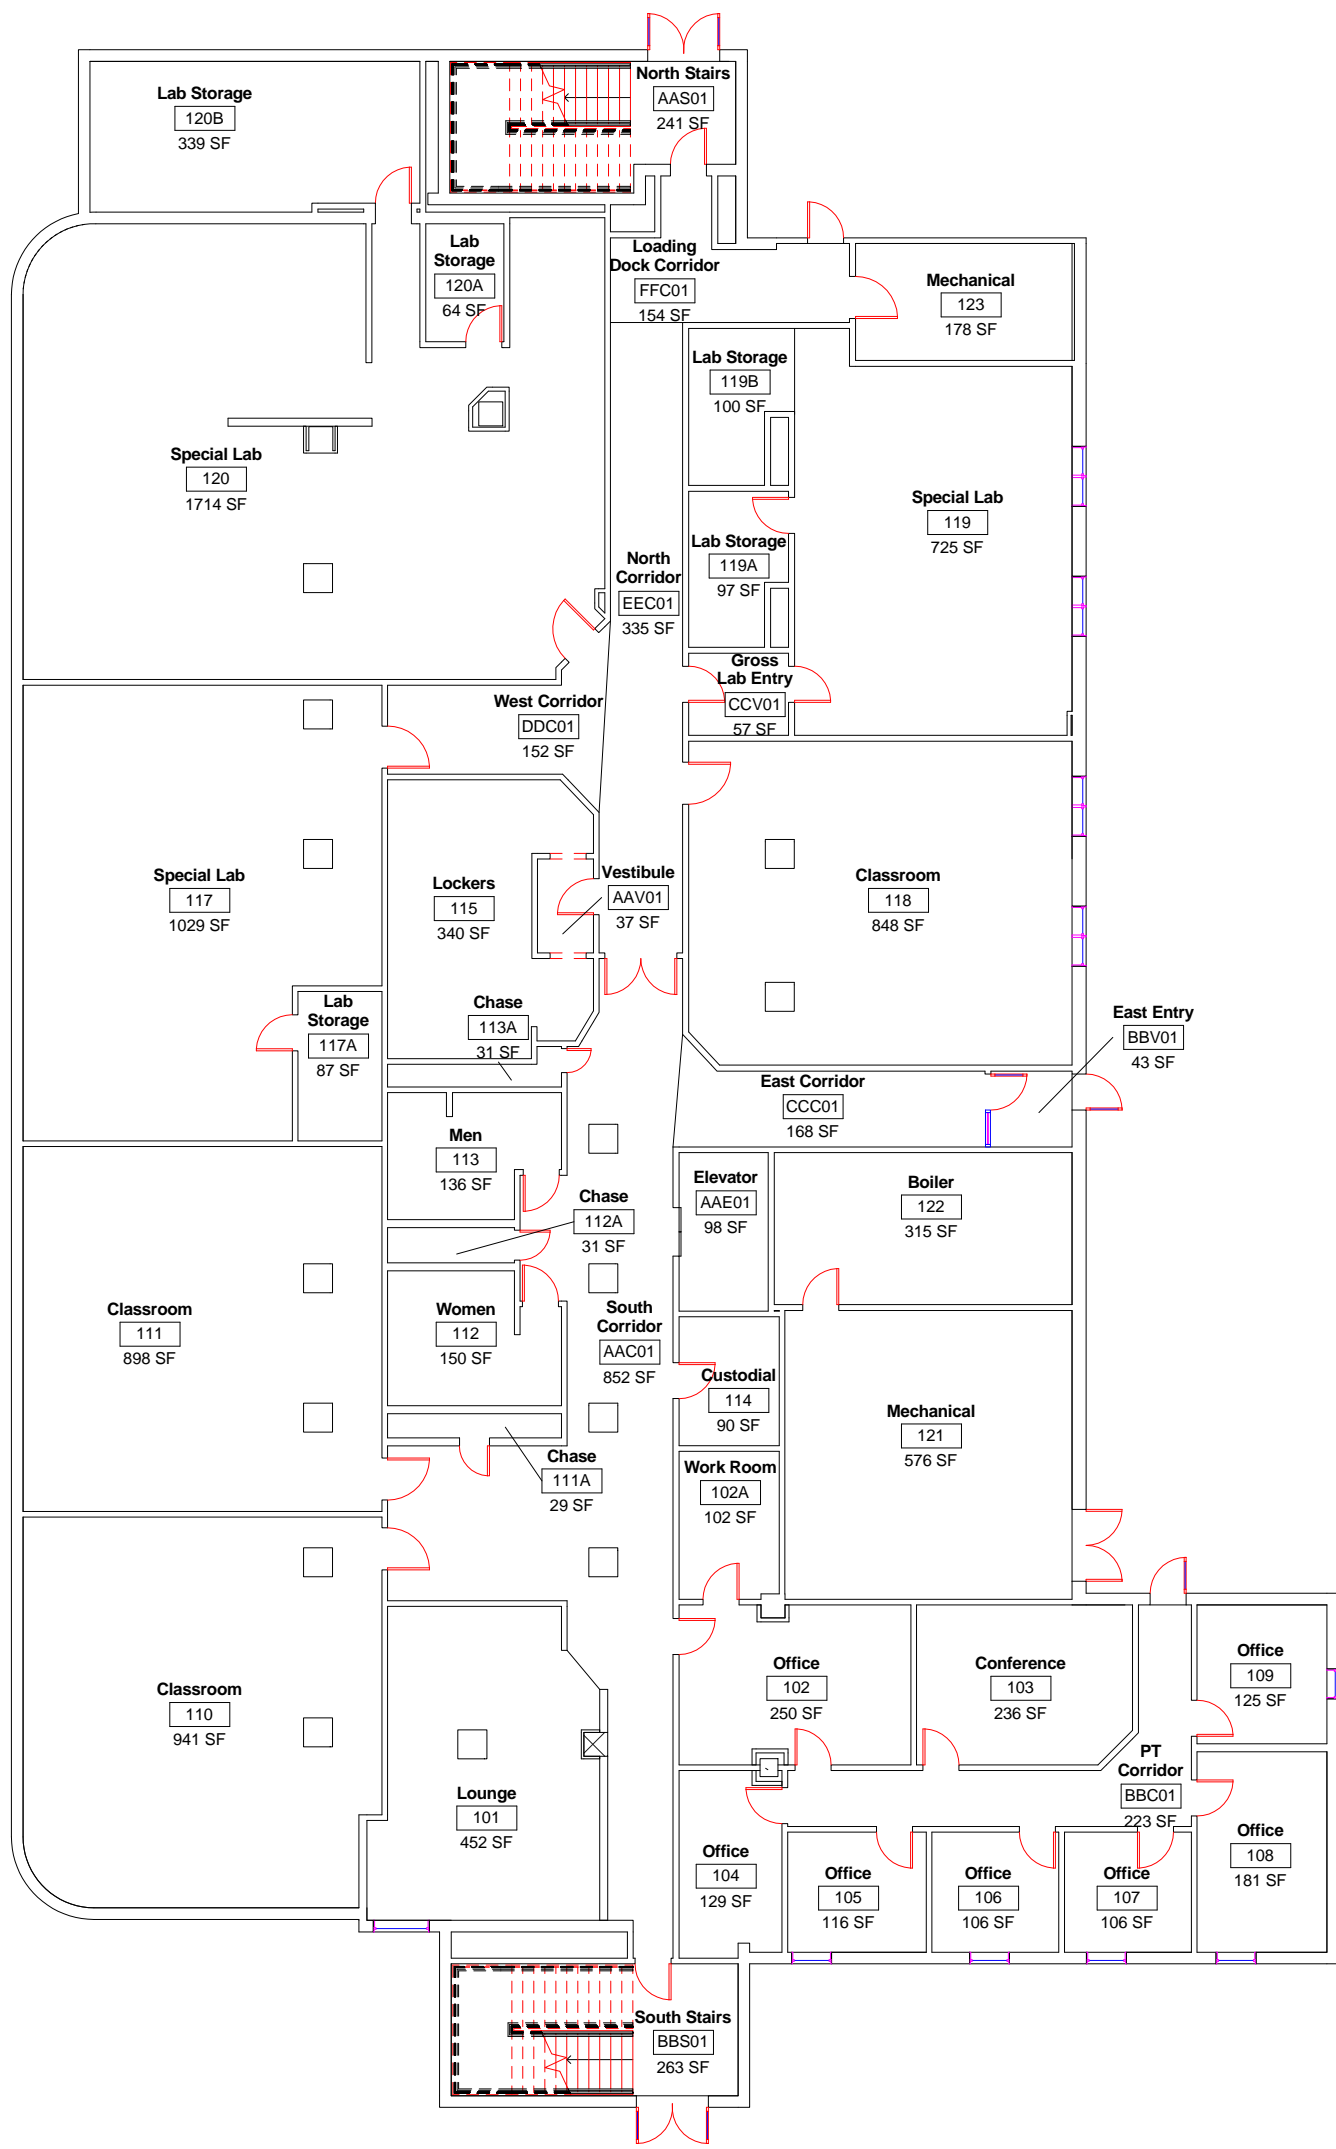 North Stairs
AAS01
241 SF
Lab Storage
120B
339 SF
Lab
Storage
120A
64 SF
Loading
Dock Corridor
FFC01
154 SF
Mechanical
123
178 SF
Lab Storage
119B
100 SF
Special Lab
120
1714 SF
Special Lab
119
725 SF
Lab Storage
119A
97 SF
North
Corridor
EEC01
335 SF
Gross
Lab Entry
CCV01
57 SF
West Corridor
DDC01
152 SF
Special Lab
117
1029 SF
Lockers
115
340 SF
Vestibule
AAV01
37 SF
Classroom
118
848 SF
Lab
Storage
117A
87 SF
Chase
113A
31 SF
East Entry
BBV01
43 SF
East Corridor
CCC01
168 SF
Men
113
136 SF
Chase
112A
31 SF
Elevator
AAE01
98 SF
Boiler
122
315 SF
Classroom
111
898 SF
Women
112
150 SF
South
Corridor
AAC01
852 SF
Custodial
114
90 SF
Mechanical
121
576 SF
Chase
111A
29 SF
Work Room
102A
102 SF
Classroom
110
941 SF
Office
102
250 SF
Conference
103
236 SF
Office
109
125 SF
PT
Corridor
BBC01
223 SF
Lounge
101
452 SF
Office
104
129 SF
Office
105
116 SF
Office
106
106 SF
Office
107
106 SF
Office
108
181 SF
South Stairs
BBS01
263 SF